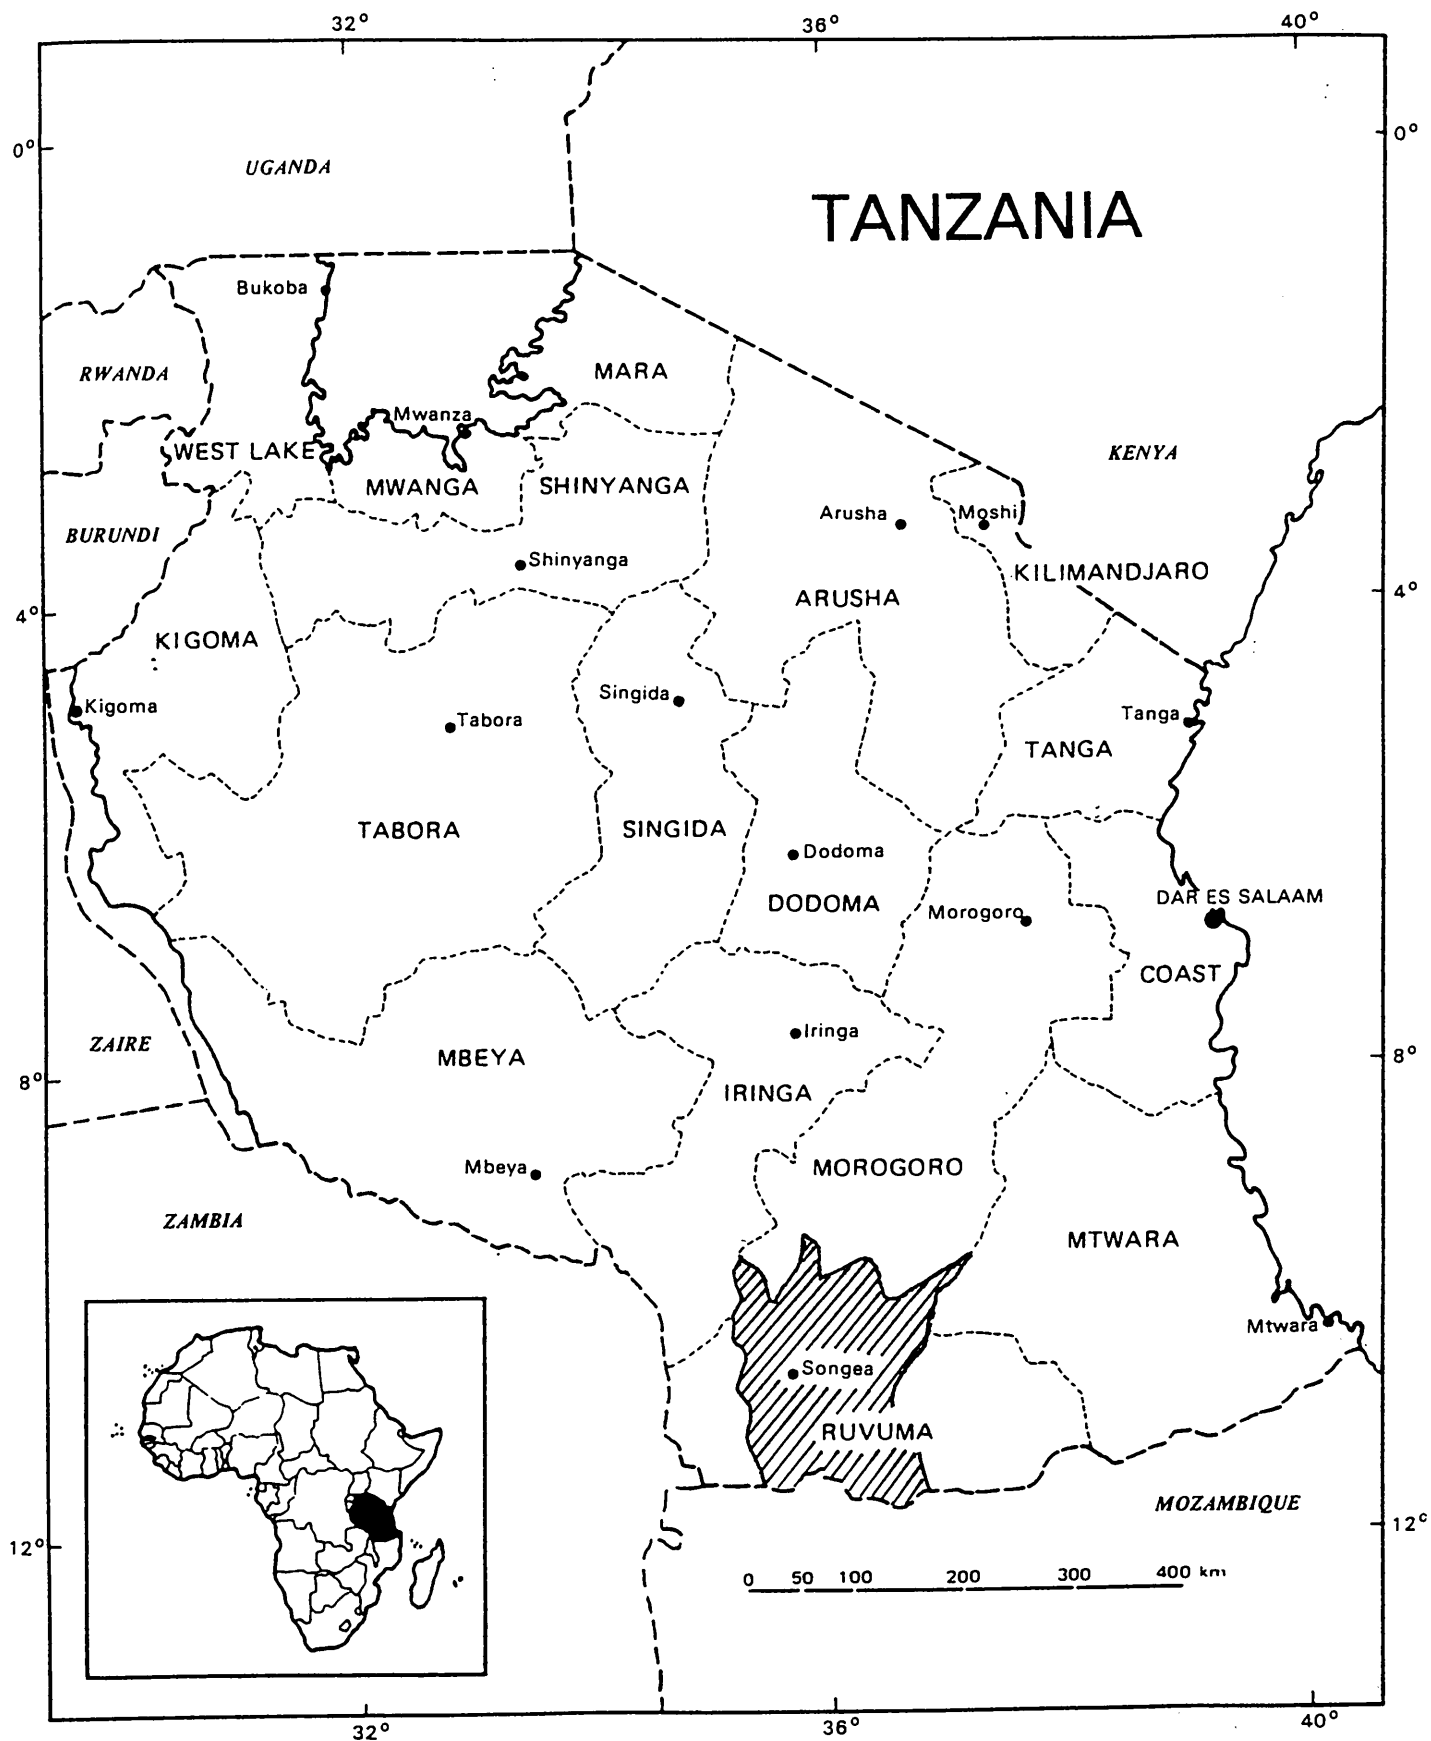 32° 36° 40°
0° 0°
UGANDA
TANZANIA
Bukoba
RWANDA
MARA
Mwanza
WEST LAKE
KENYA
MWANGA
SHINYANGA
Arusha
Moshi
BURUNDI
Shinyanga
KILIMANDJARO
ARUSHA
4° 4°
KIGOMA
Kigoma
Singida
Tabora
Tanga
TANGA
TABORA
SINGIDA
Dodoma
DAR ES SALAAM
DODOMA
Morogoro
COAST
Iringa
ZAIRE
MBEYA
8° 8°
IRINGA
Mbeya
MOROGORO
ZAMBIA
MTWARA
Mtwara
Songea
RUVUMA
MOZAMBIQUE
12° 12c
0 50 100 200 300 400 km
32° 36° 40°